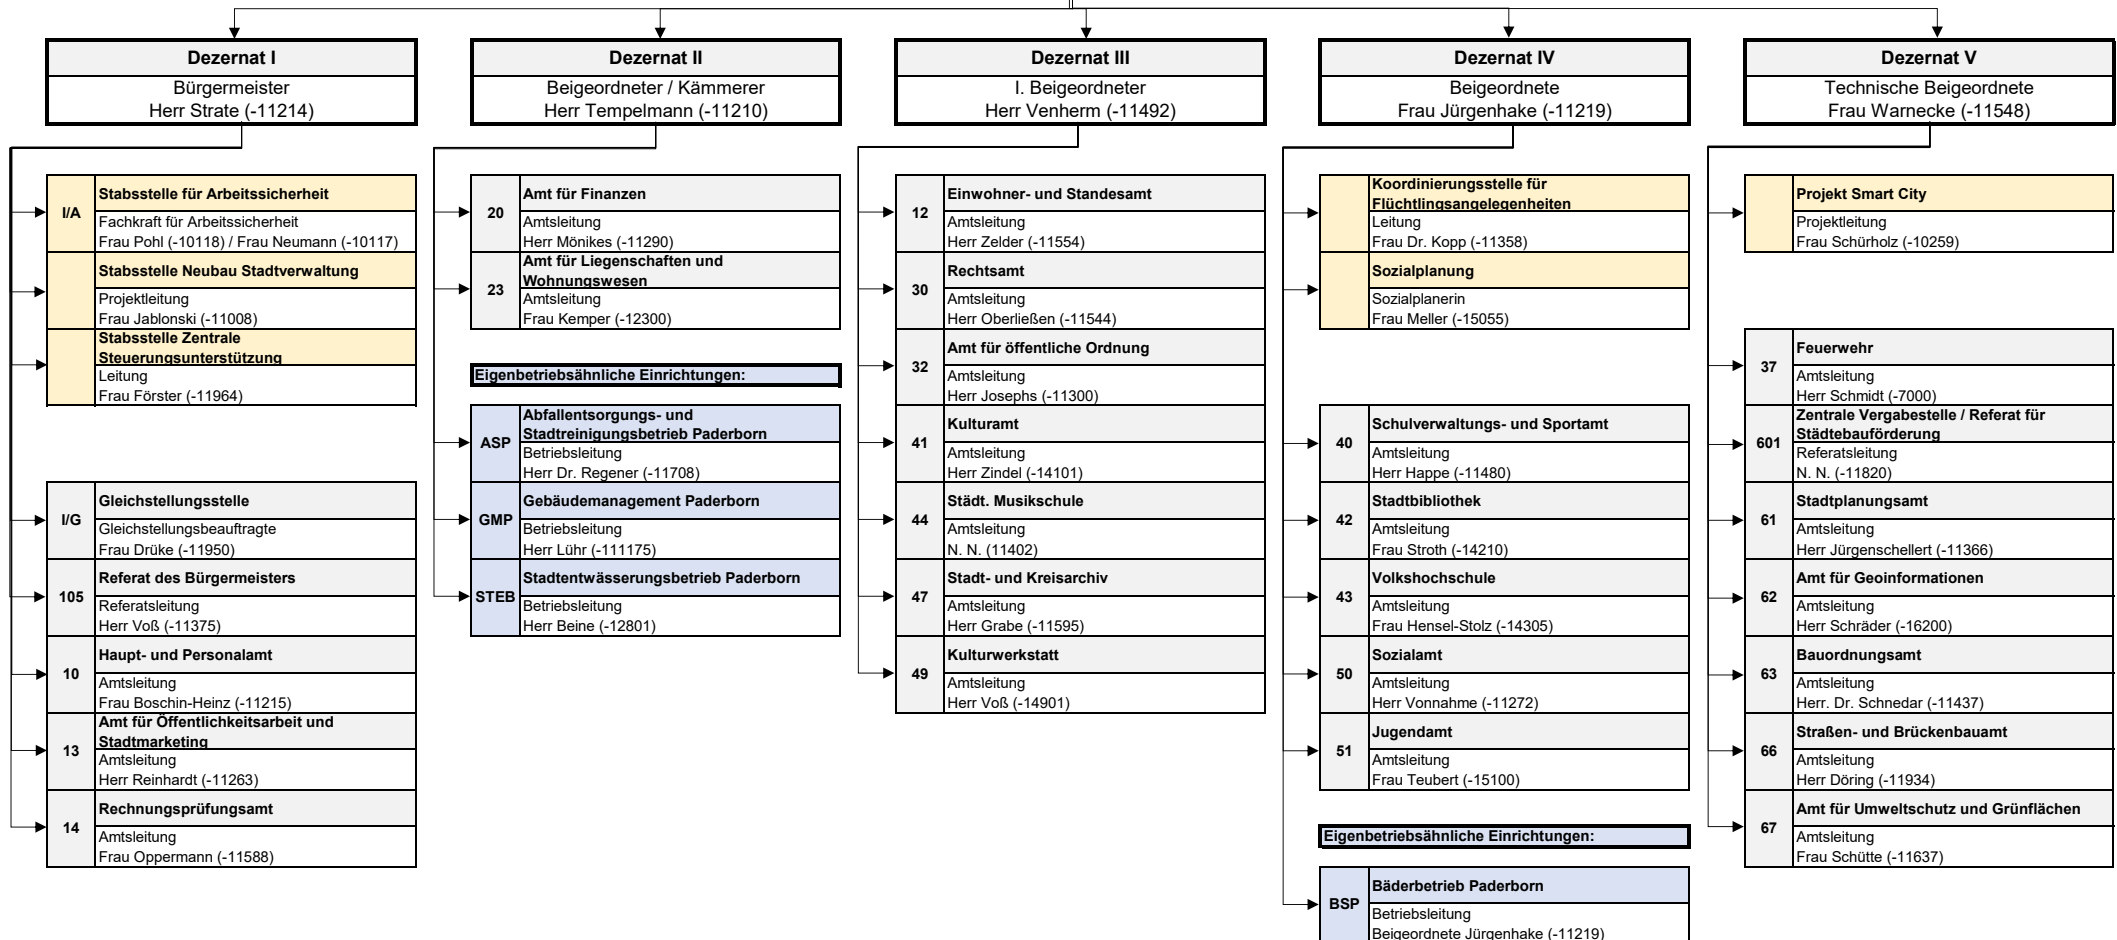 Dezernat I
Bürgermeister
Herr Strate (-11214)
I/A
Stabsstelle für Arbeitssicherheit
Fachkraft für Arbeitssicherheit
Frau Pohl (-10118) / Frau Neumann (-10117)
Stabsstelle Neubau Stadtverwaltung
Projektleitung
Frau Jablonski (-11008)
Stabsstelle Zentrale
Steuerungsunterstützung
Leitung
Frau Förster (-11964)
I/G
Gleichstellungsstelle
Gleichstellungsbeauftragte
Frau Drüke (-11950)
105
Referat des Bürgermeisters
Referatsleitung
Herr Voß (-11375)
10
Haupt- und Personalamt
Amtsleitung
Frau Boschin-Heinz (-11215)
13
Amt für Öffentlichkeitsarbeit und
Stadtmarketing
Amtsleitung
Herr Reinhardt (-11263)
14
Rechnungsprüfungsamt
Amtsleitung
Frau Oppermann (-11588)
Dezernat II
Beigeordneter / Kämmerer
Herr Tempelmann (-11210)
20
Amt für Finanzen
Amtsleitung
Herr Mönikes (-11290)
23
Amt für Liegenschaften und
Wohnungswesen
Amtsleitung
Frau Kemper (-12300)
Eigenbetriebsähnliche Einrichtungen:
ASP
Abfallentsorgungs- und
Stadtreinigungsbetrieb Paderborn
Betriebsleitung
Herr Dr. Regener (-11708)
GMP
Gebäudemanagement Paderborn
Betriebsleitung
Herr Lühr (-111175)
STEB
Stadtentwässerungsbetrieb Paderborn
Betriebsleitung
Herr Beine (-12801)
Dezernat III
I. Beigeordneter
Herr Venherm (-11492)
12
Einwohner- und Standesamt
Amtsleitung
Herr Zelder (-11554)
30
Rechtsamt
Amtsleitung
Herr Oberließen (-11544)
32
Amt für öffentliche Ordnung
Amtsleitung
Herr Josephs (-11300)
41
Kulturamt
Amtsleitung
Herr Zindel (-14101)
44
Städt. Musikschule
Amtsleitung
N. N. (11402)
47
Stadt- und Kreisarchiv
Amtsleitung
Herr Grabe (-11595)
49
Kulturwerkstatt
Amtsleitung
Herr Voß (-14901)
Dezernat IV
Beigeordnete
Frau Jürgenhake (-11219)
Koordinierungsstelle für
Flüchtlingsangelegenheiten
Leitung
Frau Dr. Kopp (-11358)
Sozialplanung
Sozialplanerin
Frau Meller (-15055)
40
Schulverwaltungs- und Sportamt
Amtsleitung
Herr Happe (-11480)
42
Stadtbibliothek
Amtsleitung
Frau Stroth (-14210)
43
Volkshochschule
Amtsleitung
Frau Hensel-Stolz (-14305)
50
Sozialamt
Amtsleitung
Herr Vonnahme (-11272)
51
Jugendamt
Amtsleitung
Frau Teubert (-15100)
Eigenbetriebsähnliche Einrichtungen:
BSP
Bäderbetrieb Paderborn
Betriebsleitung
Beigeordnete Jürgenhake (-11219)
Dezernat V
Technische Beigeordnete
Frau Warnecke (-11548)
Projekt Smart City
Projektleitung
Frau Schürholz (-10259)
37
Feuerwehr
Amtsleitung
Herr Schmidt (-7000)
601
Zentrale Vergabestelle / Referat für
Städtebauförderung
Referatsleitung
N. N. (-11820)
61
Stadtplanungsamt
Amtsleitung
Herr Jürgenschellert (-11366)
62
Amt für Geoinformationen
Amtsleitung
Herr Schräder (-16200)
63
Bauordnungsamt
Amtsleitung
Herr. Dr. Schnedar (-11437)
66
Straßen- und Brückenbauamt
Amtsleitung
Herr Döring (-11934)
67
Amt für Umweltschutz und Grünflächen
Amtsleitung
Frau Schütte (-11637)